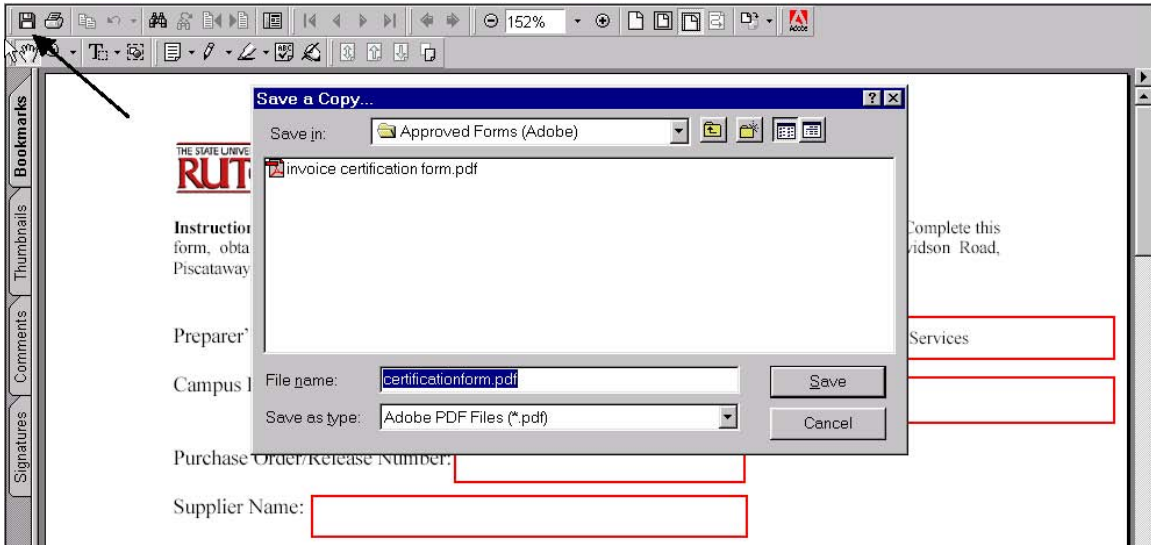 152%
Adobe
Bookmarks
Thumbnails
Comments
Signatures
Save a Copy...
Save in:
Approved Forms (Adobe)
invoice certification form.pdf
File name:
certificationform.pdf
Save
Save as type:
Adobe PDF Files (*.pdf)
Cancel
THE STATE UNIVE
RUT
Instruction
Complete this
form, obta
vidson Road,
Piscataway
Preparer'
Services
Campus
Purchase Order/Release Number:
Supplier Name: